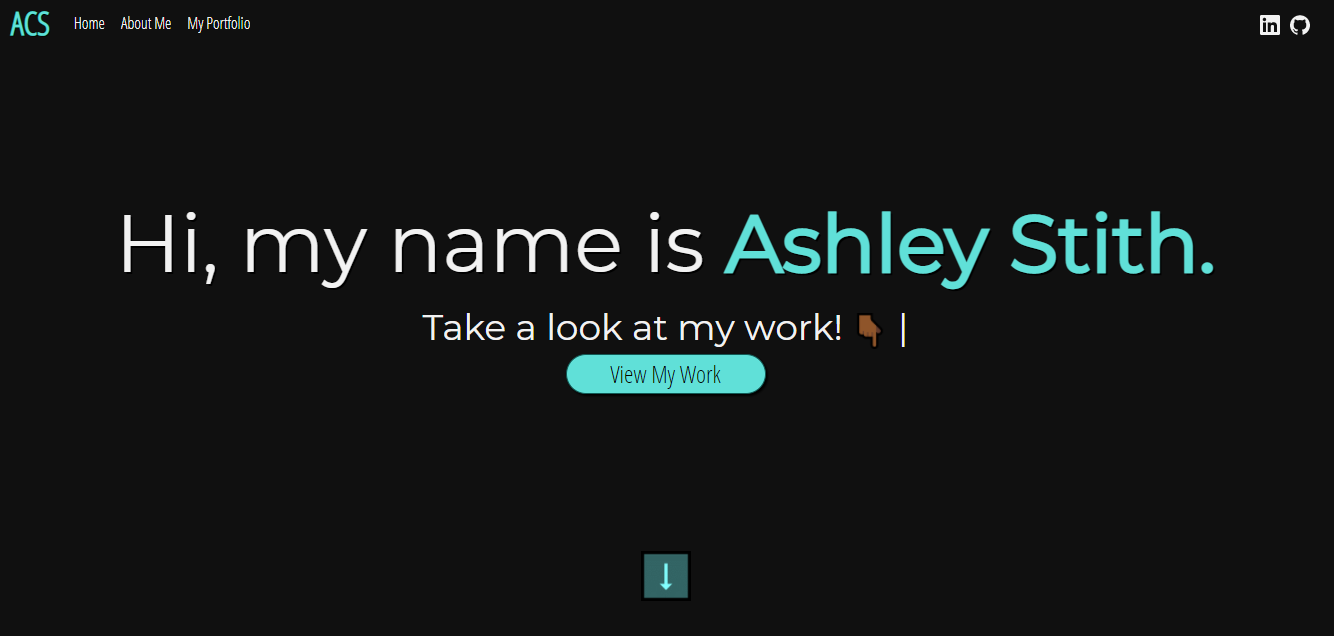 ACS Home About Me My Portfolio in
Hi, my name is Ashley Stith.
Take a look at my work! 👇🏾 |
View My Work
↓